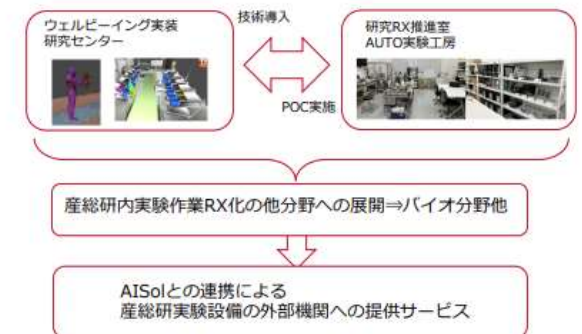 ウェルビーイング実装
研究センター
技術導入
研究RX推進室
AUTO実験工房
POC実施
産総研内実験作業RX化の他分野への展開⇒バイオ分野他
AISolとの連携による
産総研実験設備の外部機関への提供サービス